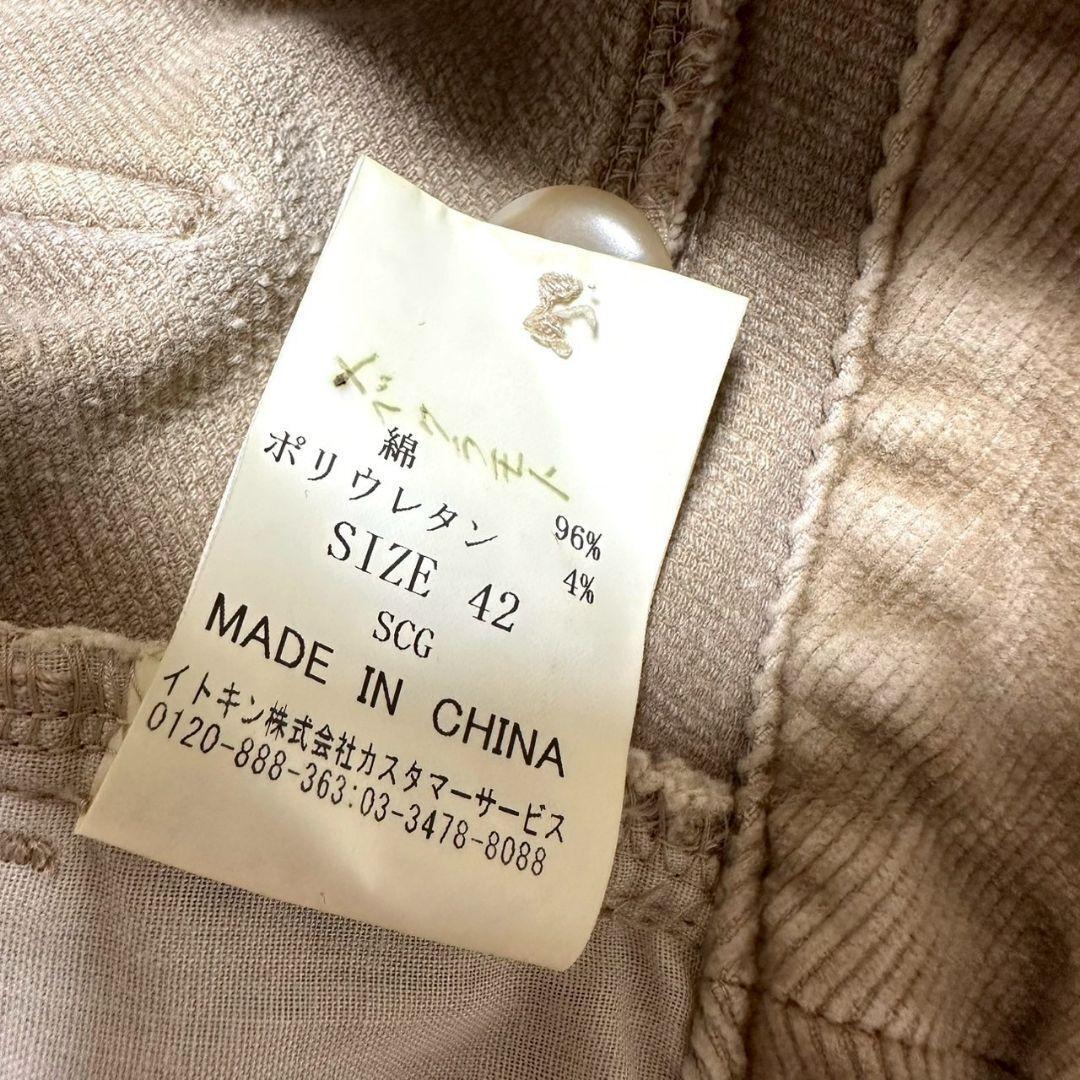 綿 96%
ポリウレタン 4%
SIZE 42
SCG
MADE IN CHINA
イトキン株式会社カスタマーサービス
0120-888-363:03-3478-8088